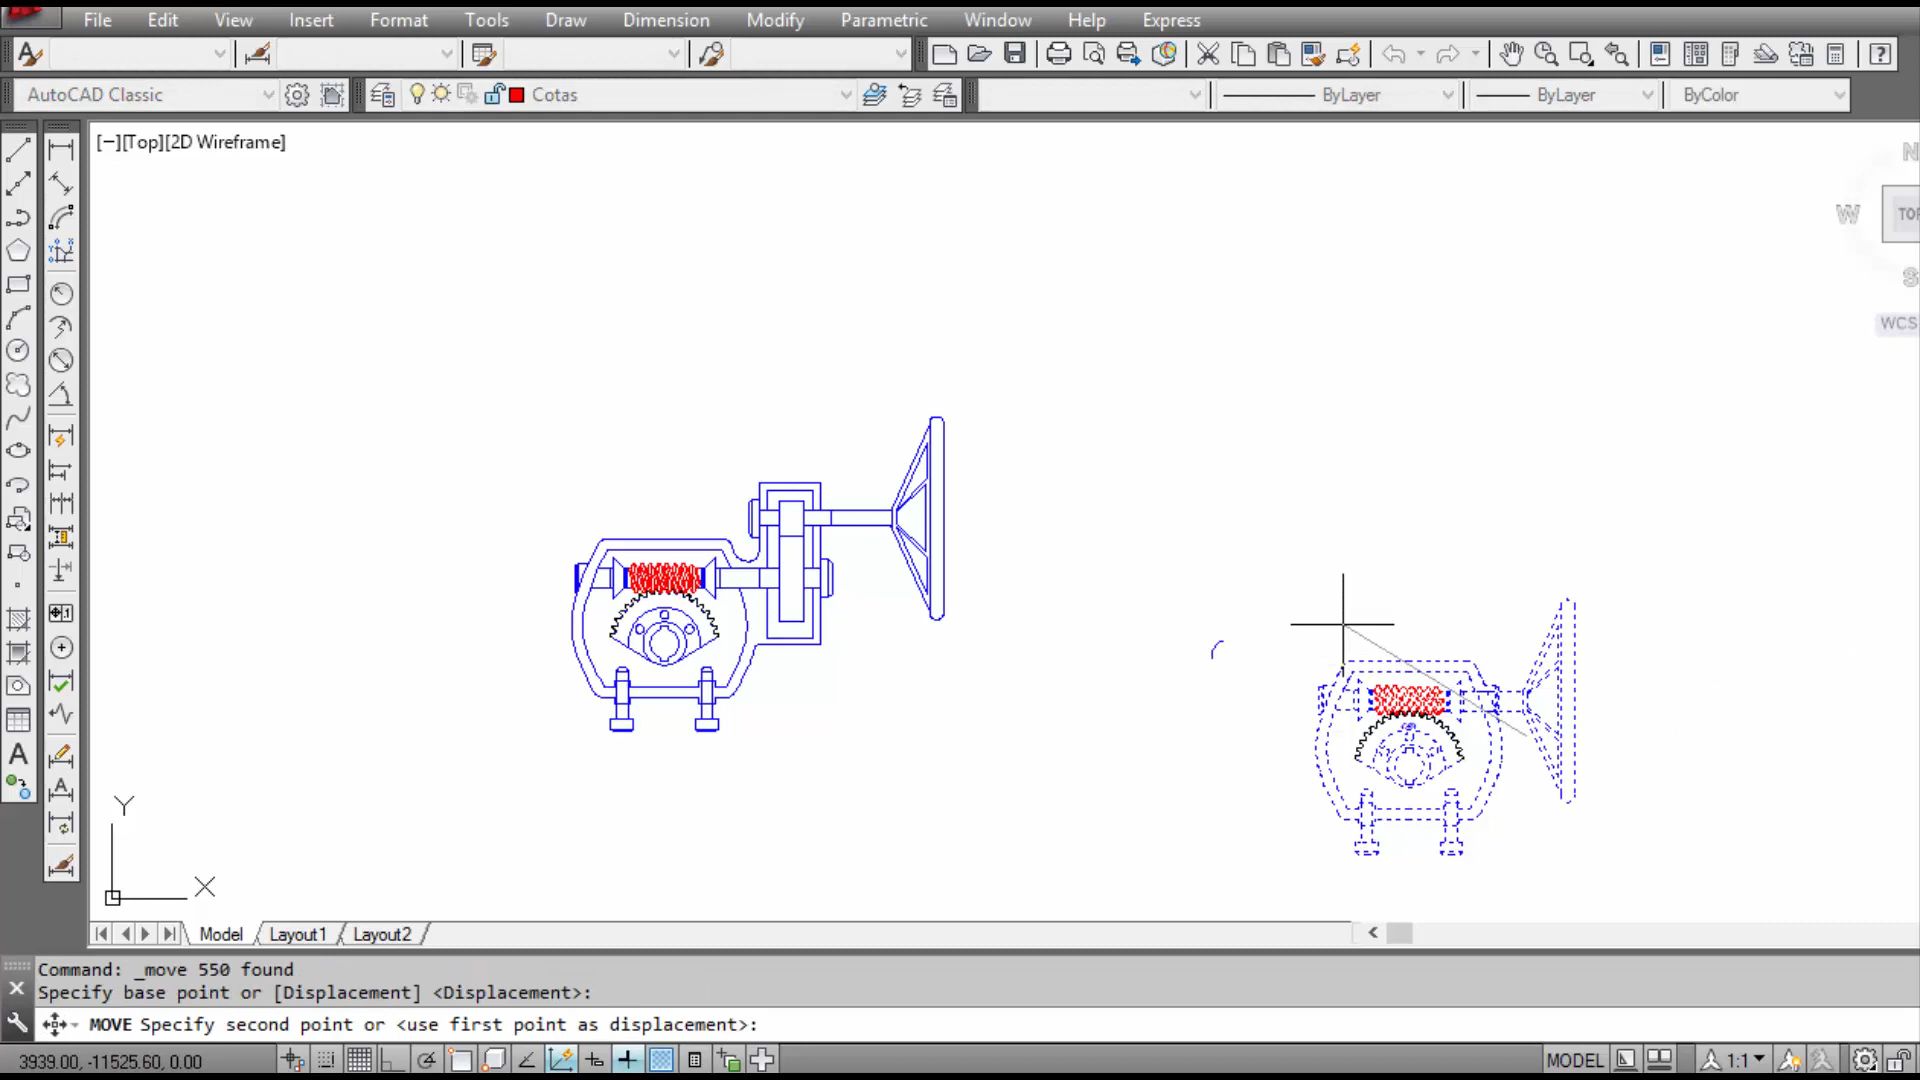 File Edit View Insert Format Tools Draw Dimension Modify Parametric Window Help Express
AutoCAD Classic Cotas ByLayer ByLayer ByColor
[−][Top][2D Wireframe]
N
W TOP
S
WCS
Y
X
Model Layout1 Layout2
Command: _move 550 found
Specify base point or [Displacement] <Displacement>:
MOVE Specify second point or <use first point as displacement>:
3939.00, -11525.60, 0.00 MODEL 1:1